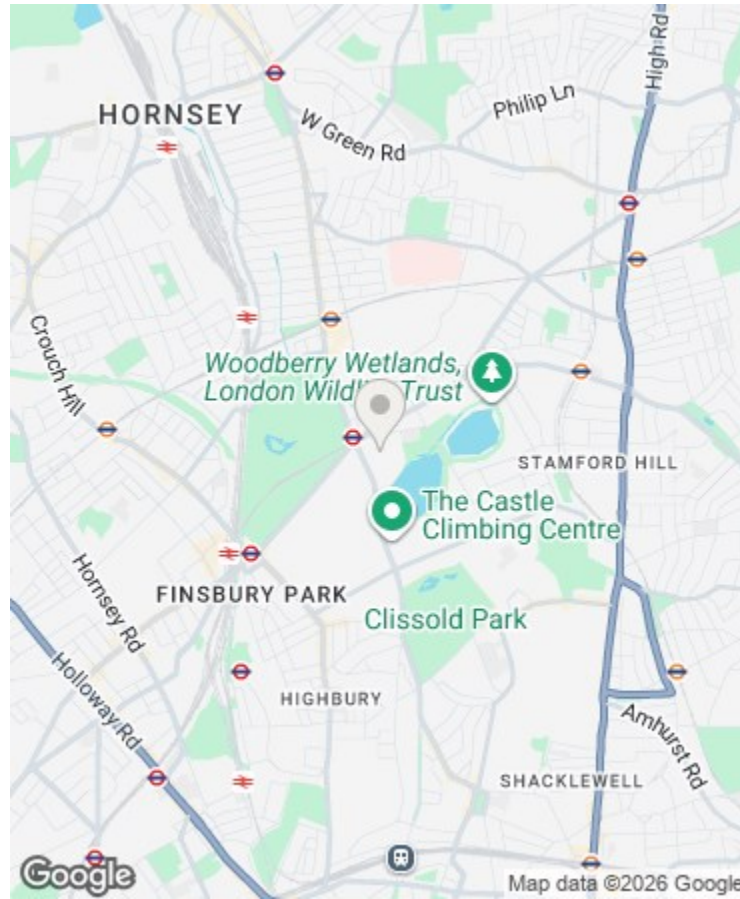 High Rd
HORNSEY
Philip Ln
W Green Rd
Crouch Hill
Woodberry Wetlands,
London Wildlife Trust
STAMFORD HILL
The Castle
Climbing Centre
Hornsey Rd
FINSBURY PARK
Clissold Park
Holloway Rd
HIGHBURY
Amhurst Rd
SHACKLEWELL
Google
Map data ©2026 Google